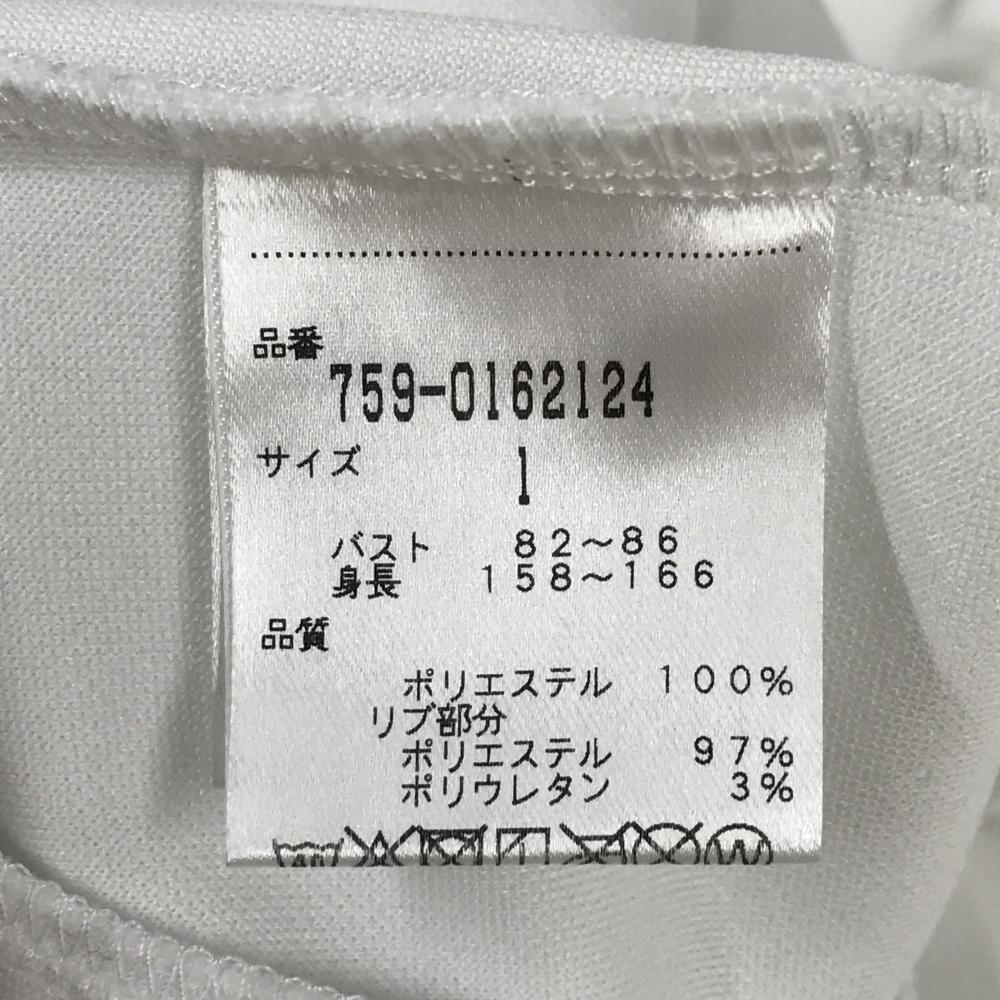 品番
759-0162124
サイズ 1
バスト 82～86
身長 158～166
品質
ポリエステル 100%
リブ部分
ポリエステル 97%
ポリウレタン 3%